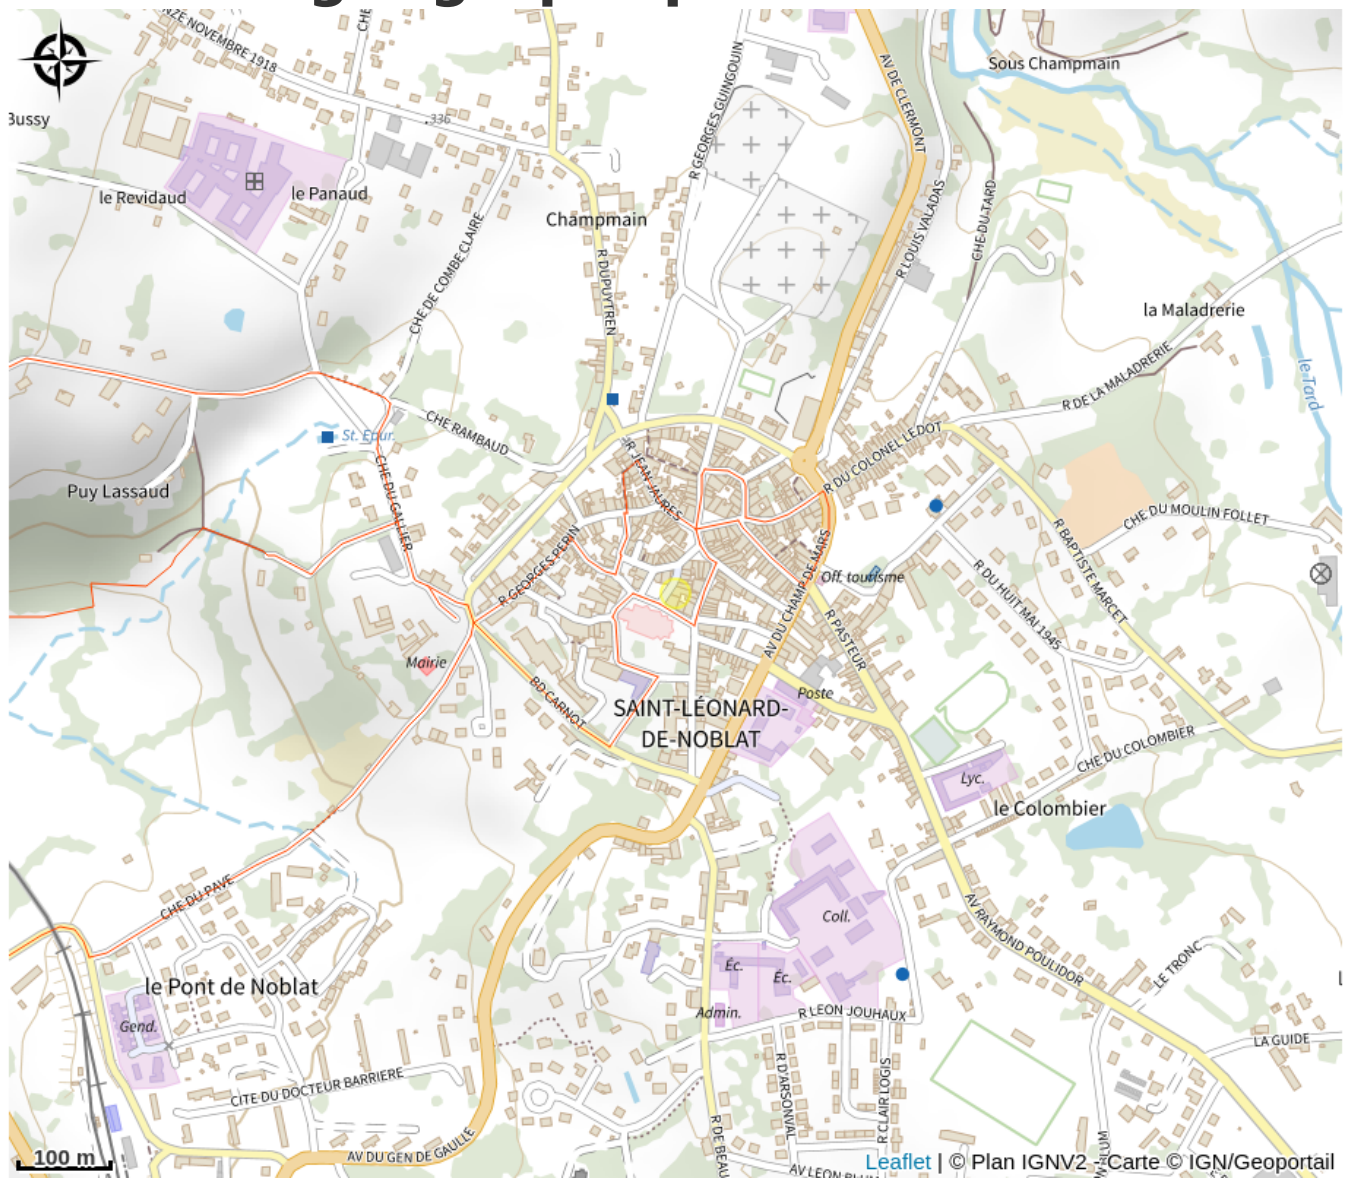 ONZE NOVEMBRE 1918
CHE
R GEORGES GUINGOUIN
AV DE CLERMONT
Sous Champmain
Bussy
.336
le Revidaud
le Panaud
Champmain
CHE DE COMBE CLAIRE
R DUPUYTREN
R LOUIS VALADAS
CHE DU TARD
la Maladrerie
le Tard
R DE LA MALADRERIE
St. Epur.
CHE RAMBAUD
R JEAN JAURES
R DU COLONEL LEDOT
Puy Lassaud
CHE DU GALLIER
CHE DU MOULIN FOLLET
R BAPTISTE MARCET
R GEORGES PERIN
Off. tourisme
R DU HUIT MAI 1945
AV DU CHAMP DE MARS
R PASTEUR
Mairie
BD CARNOT
Poste
SAINT-LÉONARD-
DE-NOBLAT
CHE DU COLOMBIER
Lyc.
le Colombier
CHE DU PAVE
Coll.
AV RAYMOND POULIDOR
LE TRONC
Éc.
Éc.
le Pont de Noblat
Gend.
Admin.
R LEON JOUHAUX
LA GUIDE
R D'ARSONVAL
R CLAIR LOGIS
CITE DU DOCTEUR BARRIERE
R DE BEAU
AV DU GEN DE GAULLE
AV LEON BLUM
100 m
Leaflet | © Plan IGNV2 - Carte © IGN/Geoportail